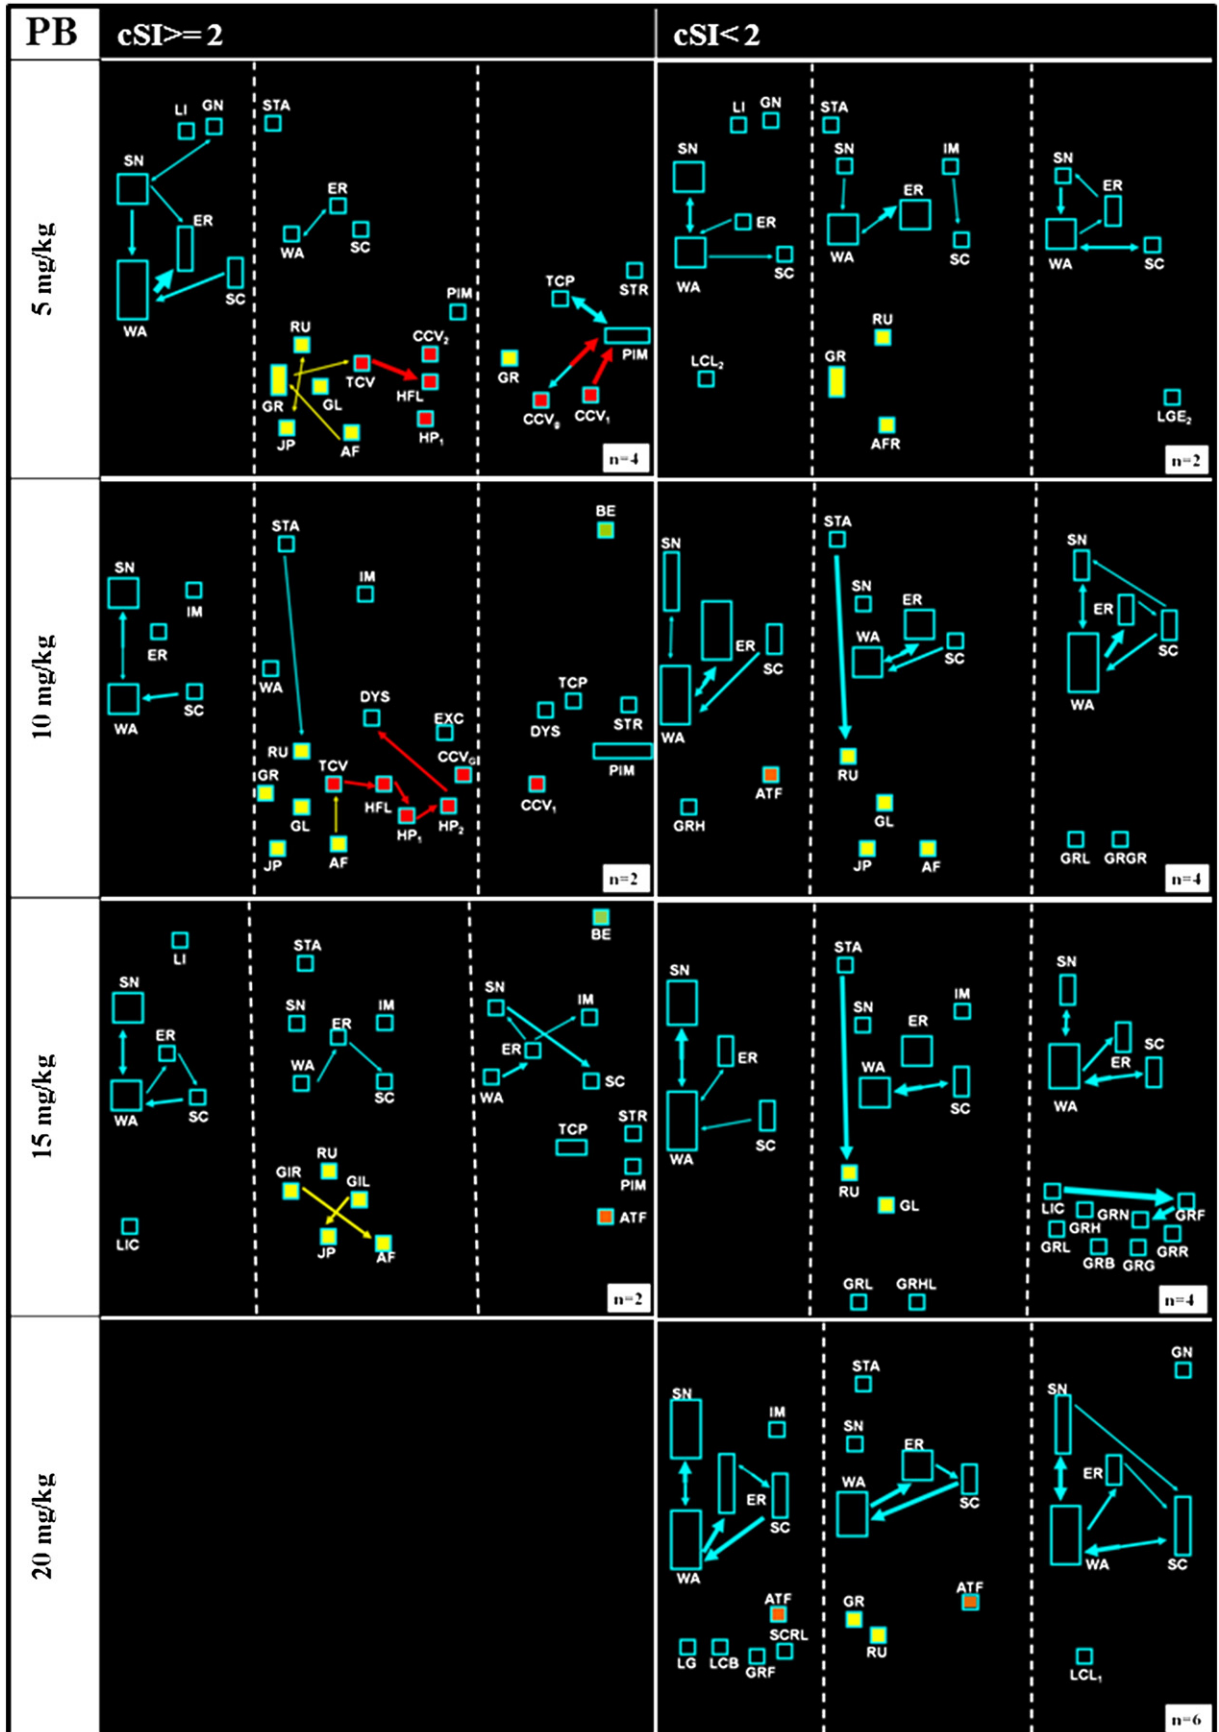 PB
cSI>= 2
cSI< 2
5 mg/kg
LI GN
SN
ER
SC
WA
STA
ER
WA
SC
PIM
RU
CCV2
TCV
HFL
GR
GL
JP
AF
HP1
TCP
STR
PIM
GR
CCVg
CCV1
n=4
LI GN
SN
ER
SC
WA
LCL2
STA
SN
IM
ER
WA
SC
RU
GR
AFR
SN
ER
WA
SC
LGE2
n=2
10 mg/kg
SN
IM
ER
SC
WA
STA
IM
WA
DYS
EXC
RU
TCV
CCVG
GR
HFL
GL
HP1
HP2
JP
AF
BE
TCP
DYS
STR
PIM
CCV1
n=2
SN
ER
SC
WA
ATF
GRH
STA
SN
ER
WA
SC
RU
GL
JP
AF
SN
ER
SC
WA
GRL GRGR
n=4
15 mg/kg
LI
SN
ER
WA
SC
LIC
STA
SN
IM
ER
WA
SC
RU
GIR
GIL
JP
AF
BE
SN
IM
ER
WA
SC
STR
TCP
PIM
ATF
n=2
SN
ER
SC
WA
STA
SN
IM
ER
WA
SC
RU
GL
GRL GRHL
SN
SC
ER
WA
LIC
GRN
GRF
GRH
GRL
GRR
GRB
GRG
n=4
20 mg/kg
SN
IM
ER
SC
WA
ATF
SCRL
LG LCB
GRF
STA
SN
ER
WA
SC
ATF
GR
RU
GN
SN
ER
WA
SC
LCL1
n=6